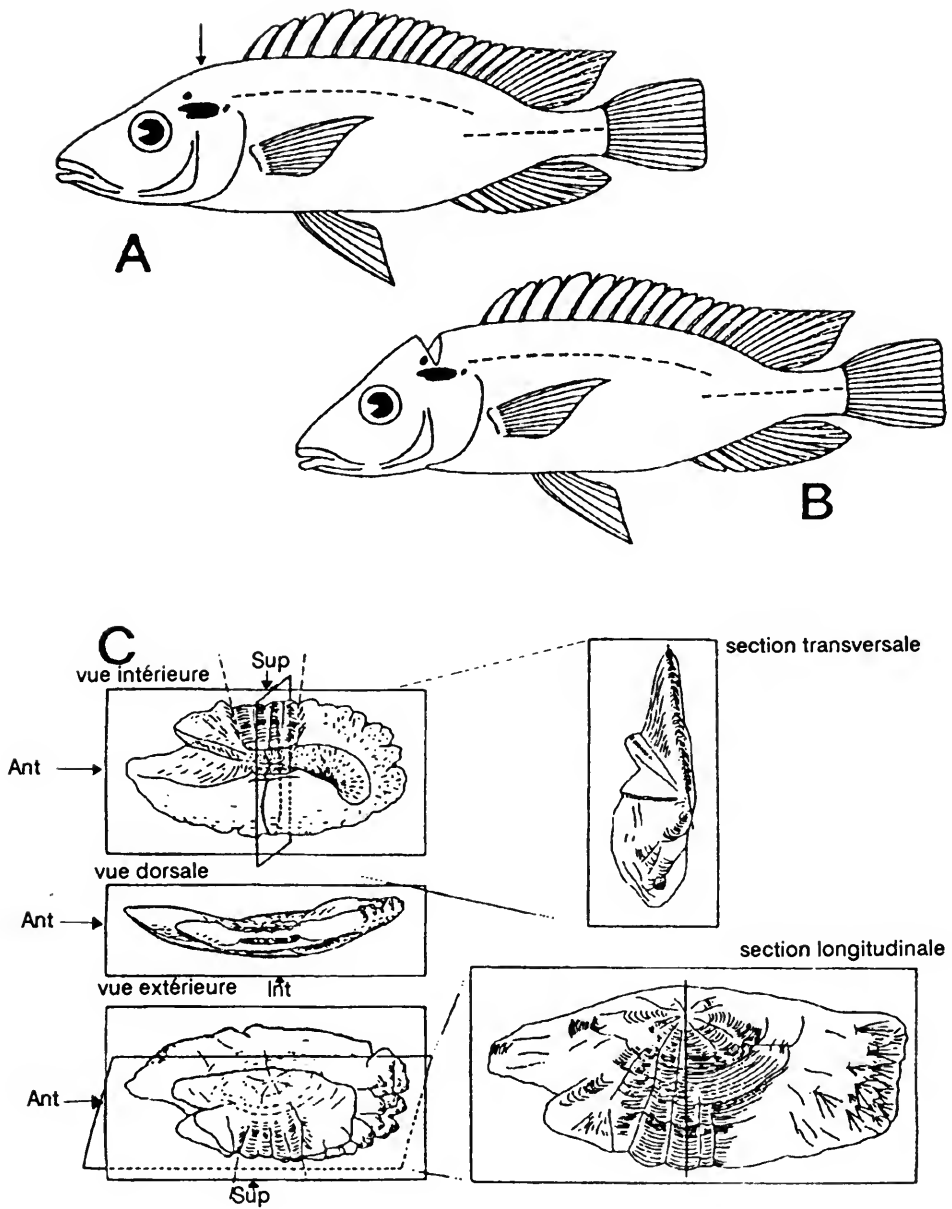 A
B
C
vue intérieure
Sup
section transversale
Ant
vue dorsale
Ant
section longitudinale
vue extérieure
Int
Ant
Sup